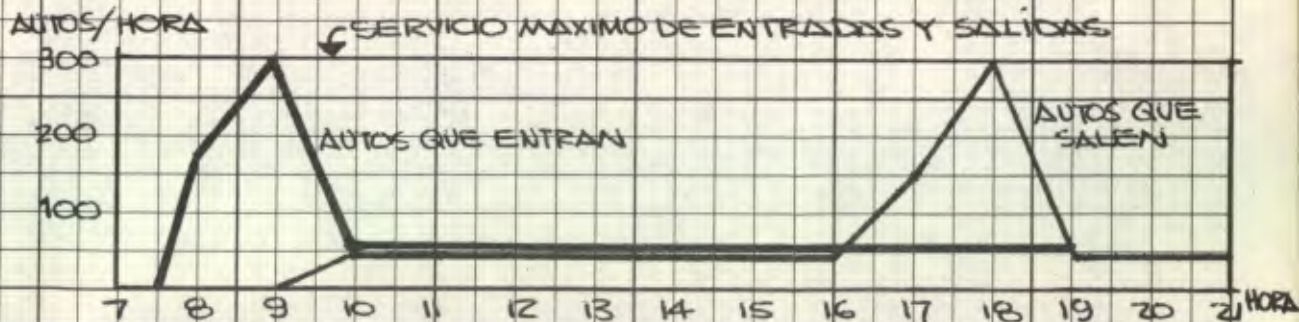 AUTOS/HORA
SERVICIO MAXIMO DE ENTRADAS Y SALIDAS
300
200
100
AUTOS QUE ENTRAN
AUTOS QUE
SALEN
7 8 9 10 11 12 13 14 15 16 17 18 19 20 21 HORA